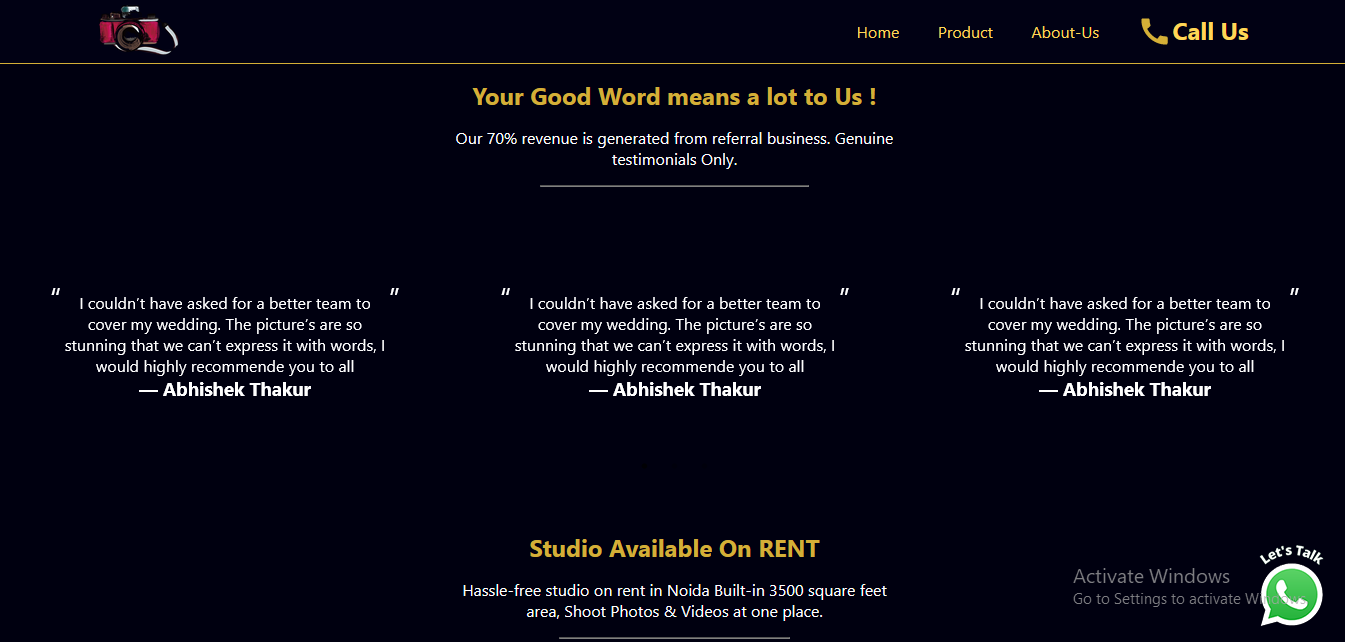 Home Product About-Us Call Us
Your Good Word means a lot to Us !
Our 70% revenue is generated from referral business. Genuine
testimonials Only.
“ I couldn’t have asked for a better team to ”
cover my wedding. The picture’s are so
stunning that we can’t express it with words, I
would highly recommende you to all
— Abhishek Thakur
“ I couldn’t have asked for a better team to ”
cover my wedding. The picture’s are so
stunning that we can’t express it with words, I
would highly recommende you to all
— Abhishek Thakur
“ I couldn’t have asked for a better team to ”
cover my wedding. The picture’s are so
stunning that we can’t express it with words, I
would highly recommende you to all
— Abhishek Thakur
Studio Available On RENT
Hassle-free studio on rent in Noida Built-in 3500 square feet
area, Shoot Photos & Videos at one place.
Let's Talk
Activate Windows
Go to Settings to activate Windows.